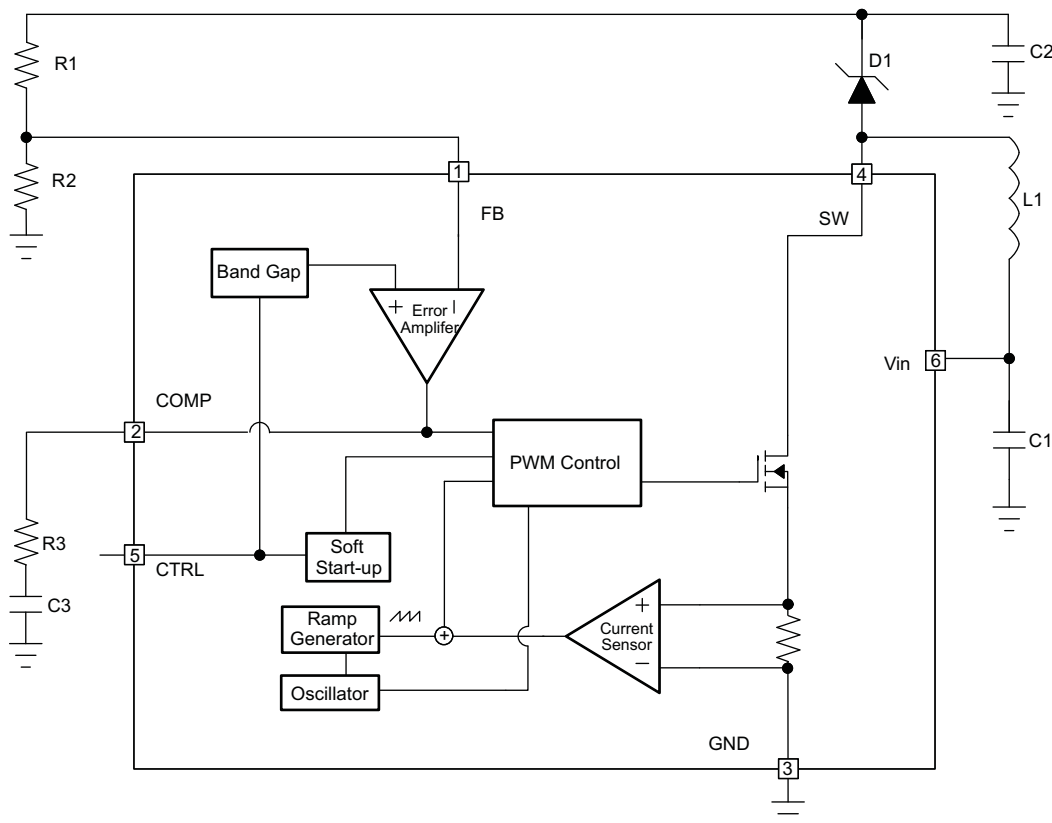 R1
D1
C2
R2
1
4
FB
SW
L1
Band Gap
+
Error
Amplifer
Vin
6
COMP
2
C1
PWM Control
R3
5
CTRL
Soft
Start-up
C3
Ramp
Generator
+
+
Current
Sensor
−
Oscillator
GND
3